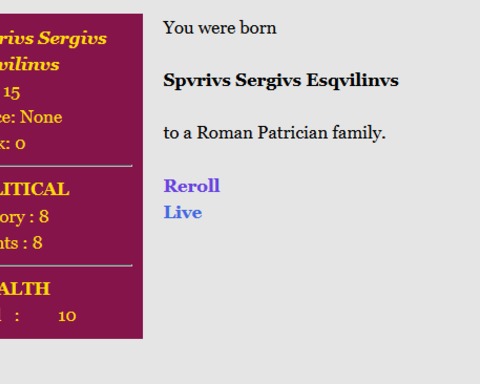 rivs Sergivs
vilinvs
15
ce: None
k: 0
LITICAL
ory : 8
nts : 8
ALTH
l : 10
You were born
Spvrivs Sergivs Esqvilinvs
to a Roman Patrician family.
Reroll
Live